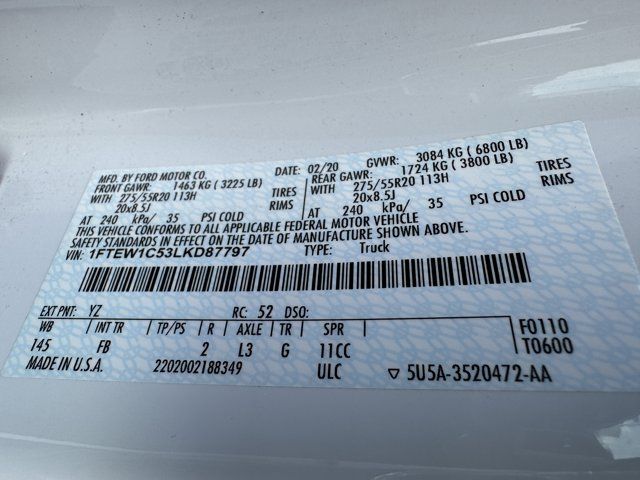 MFD. BY FORD MOTOR CO. DATE: 02/20 GVWR: 3084 KG ( 6800 LB)
FRONT GAWR: 1463 KG ( 3225 LB) REAR GAWR: 1724 KG ( 3800 LB)
WITH 275/55R20 113H TIRES WITH 275/55R20 113H TIRES
20x8.5J RIMS 20x8.5J RIMS
AT 240 kPa/ 35 PSI COLD AT 240 kPa/ 35 PSI COLD
THIS VEHICLE CONFORMS TO ALL APPLICABLE FEDERAL MOTOR VEHICLE
SAFETY STANDARDS IN EFFECT ON THE DATE OF MANUFACTURE SHOWN ABOVE.
VIN: 1FTEW1C53LKD87797 TYPE: Truck
EXT PNT: YZ RC: 52 DSO:
WB INT TR TP/PS R AXLE TR SPR F0110
145 FB 2 L3 G 11CC T0600
MADE IN U.S.A. 2202002188349 ULC ▽ 5U5A-3520472-AA